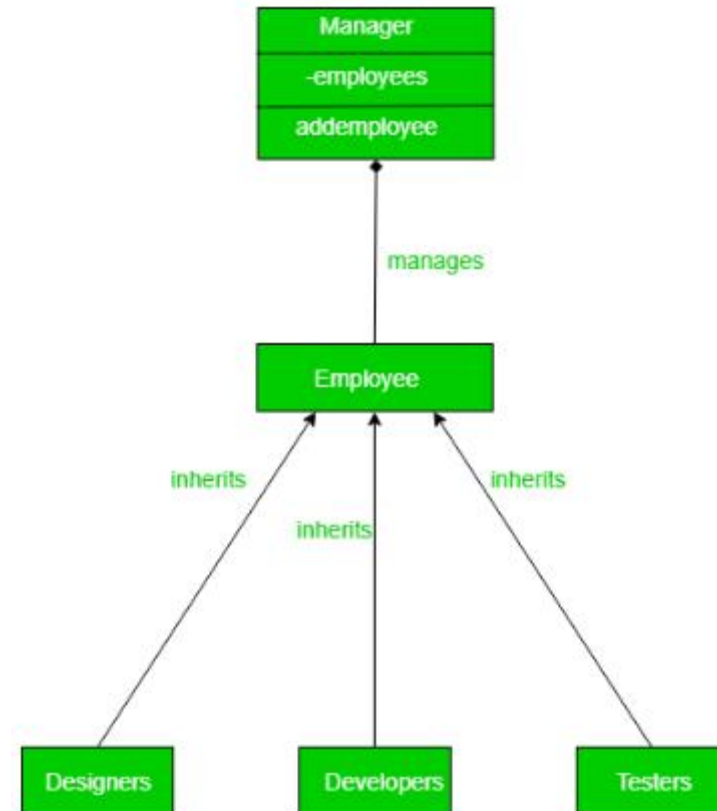 Manager
-employees
addemployee
manages
Employee
inherits
inherits
inherits
Designers
Developers
Testers